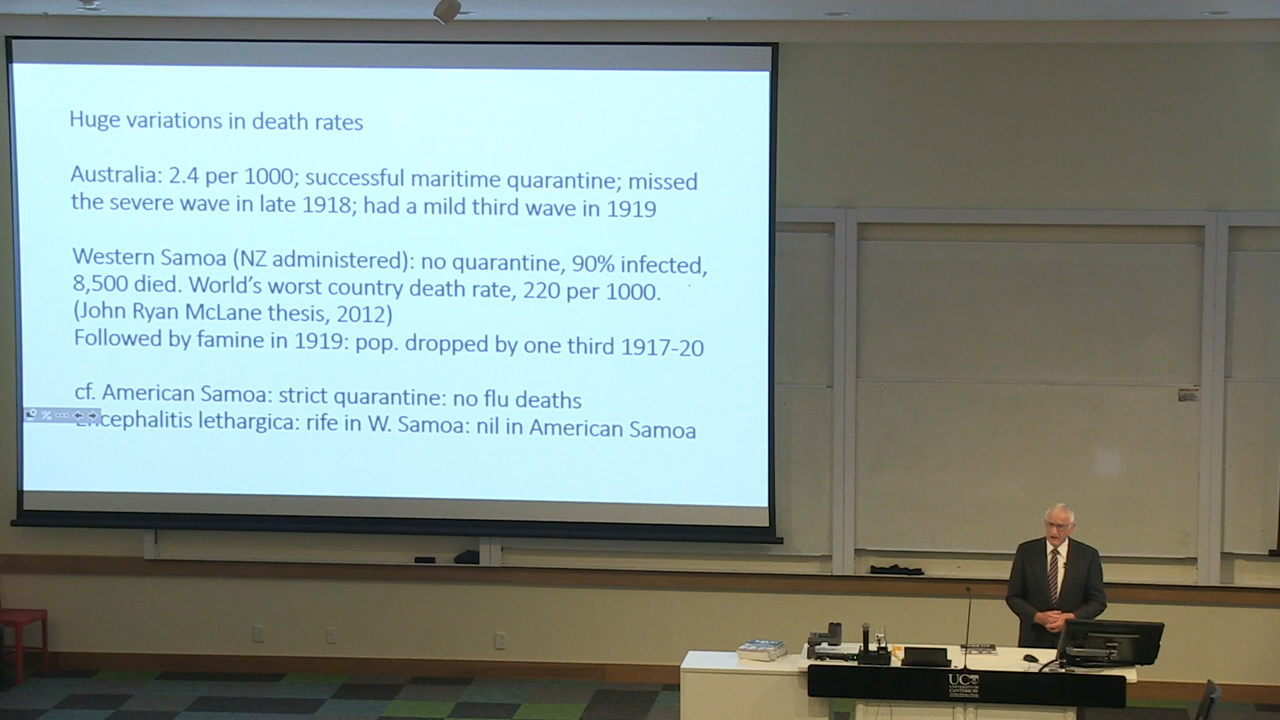 Huge variations in death rates
Australia: 2.4 per 1000; successful maritime quarantine; missed
the severe wave in late 1918; had a mild third wave in 1919
Western Samoa (NZ administered): no quarantine, 90% infected,
8,500 died. World's worst country death rate, 220 per 1000.
(John Ryan McLane thesis, 2012)
Followed by famine in 1919: pop. dropped by one third 1917-20
cf. American Samoa: strict quarantine: no flu deaths
Encephalitis lethargica: rife in W. Samoa: nil in American Samoa
UC
UNIVERSITY OF
CANTERBURY